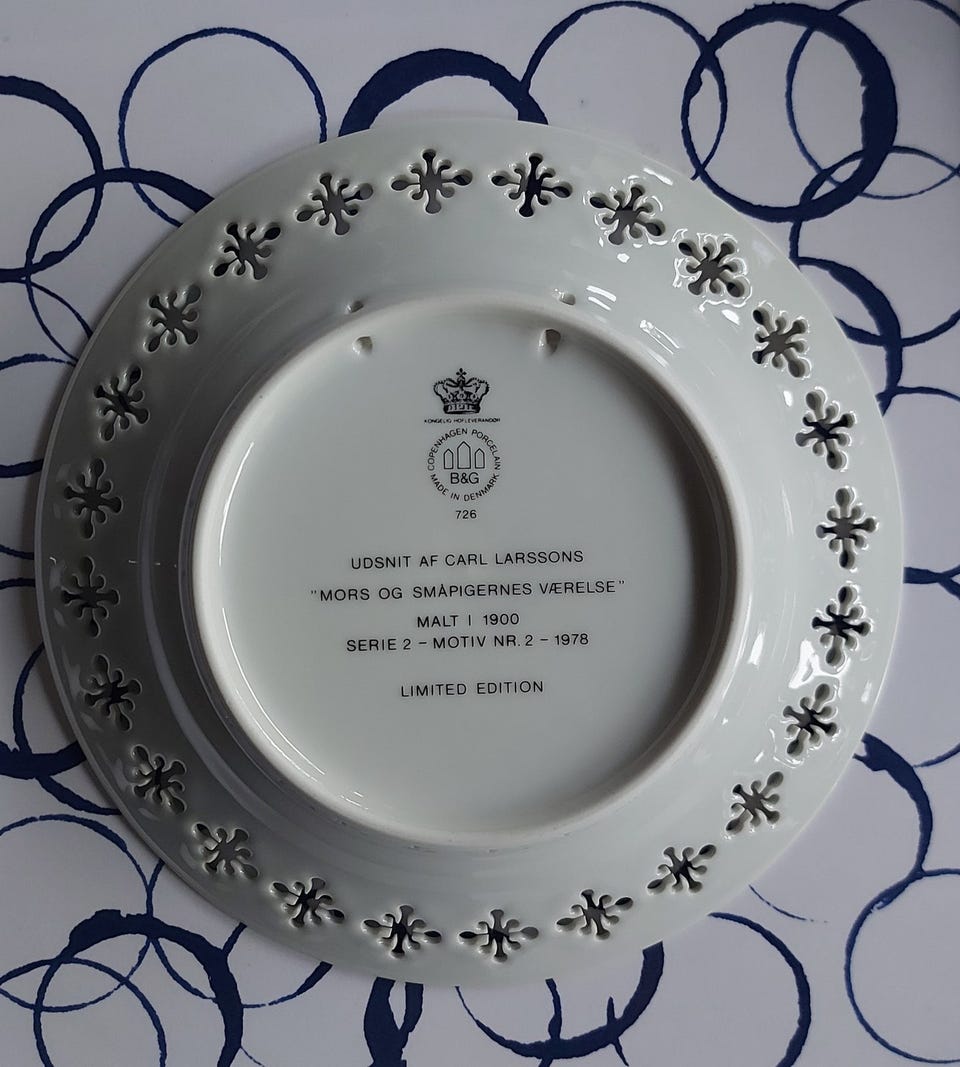 KONGELIG HOFLEVERANDØR
COPENHAGEN PORCELAIN
B&G
MADE IN DENMARK
726
UDSNIT AF CARL LARSSONS
"MORS OG SMÅPIGERNES VÆRELSE"
MALT I 1900
SERIE 2 – MOTIV NR. 2 – 1978
LIMITED EDITION